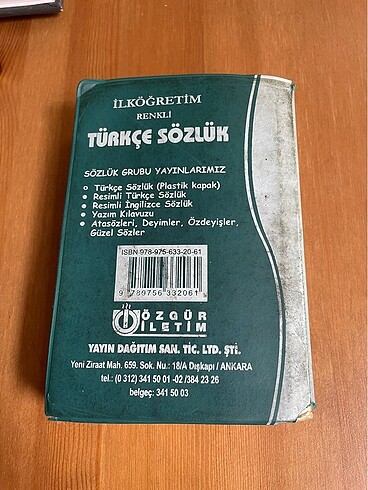 İLKÖĞRETİM
RENKLİ
TÜRKÇE SÖZLÜK
SÖZLÜK GRUBU YAYINLARIMIZ
Türkçe Sözlük (Plastik kapak)
Resimli Türkçe Sözlük
Resimli İngilizce Sözlük
Yazım Kılavuzu
Atasözleri, Deyimler, Özdeyişler,
Güzel Sözler
ISBN 978-975-633-20-61
9 789756 332061
ÖZGÜR
İLETİM
YAYIN DAĞITIM SAN. TİC. LTD. ŞTİ.
Yeni Ziraat Mah. 659. Sok. Nu.: 18/A Dışkapı / ANKARA
tel.: (0 312) 341 50 01 -02 /384 23 26
belgeç: 341 50 03